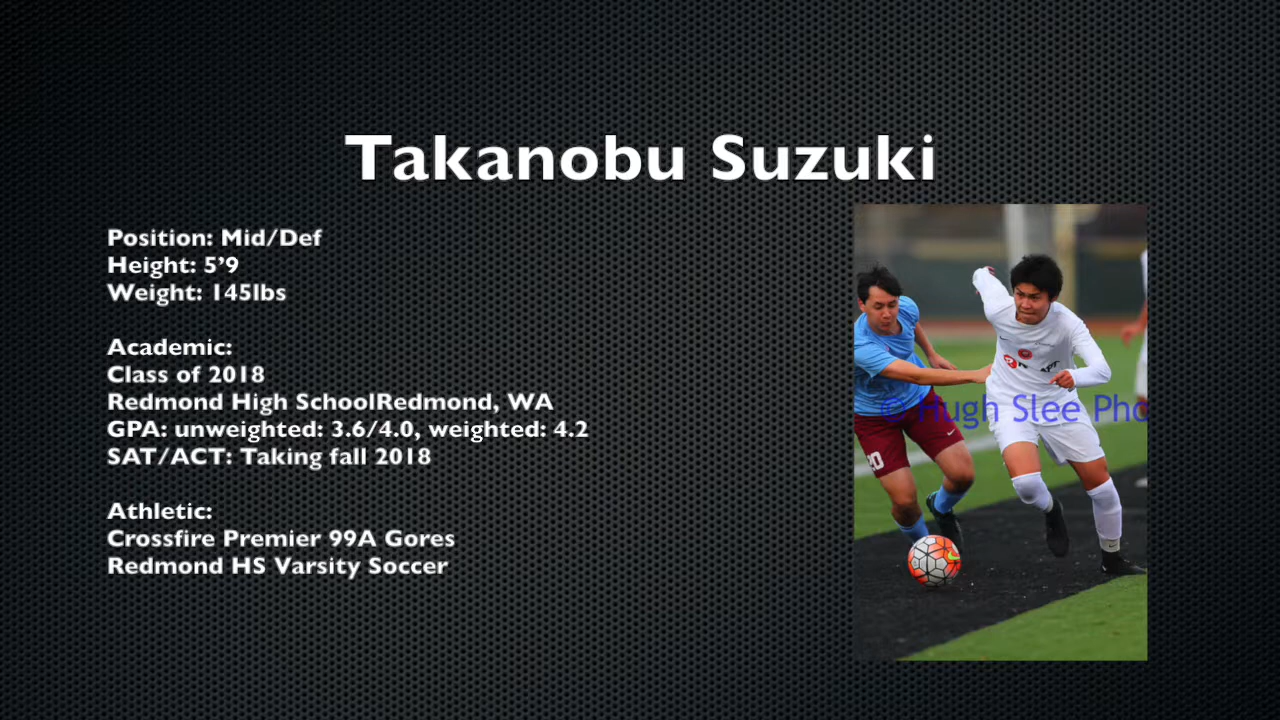 Takanobu Suzuki
Position: Mid/Def
Height: 5’9
Weight: 145lbs
Academic:
Class of 2018
Redmond High SchoolRedmond, WA
GPA: unweighted: 3.6/4.0, weighted: 4.2
SAT/ACT: Taking fall 2018
Athletic:
Crossfire Premier 99A Gores
Redmond HS Varsity Soccer
© Hugh Slee Pho
20